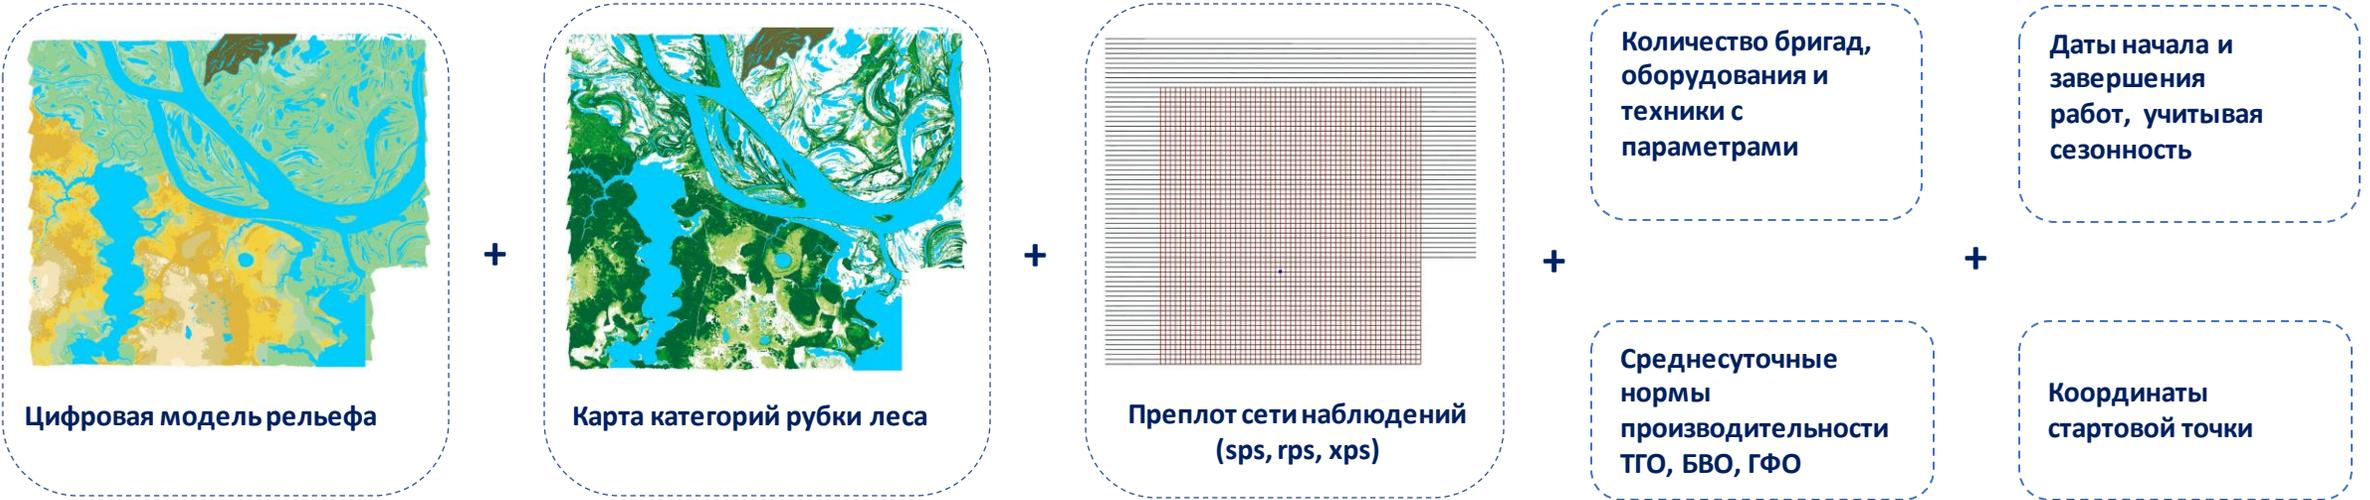 Цифровая модель рельефа
+
Карта категорий рубки леса
+
Преплот сети наблюдений
(sps, rps, xps)
+
Количество бригад,
оборудования и
техники с
параметрами
Среднесуточные
нормы
производительности
ТГО, БВО, ГФО
+
Даты начала и
завершения
работ, учитывая
сезонность
Координаты
стартовой точки